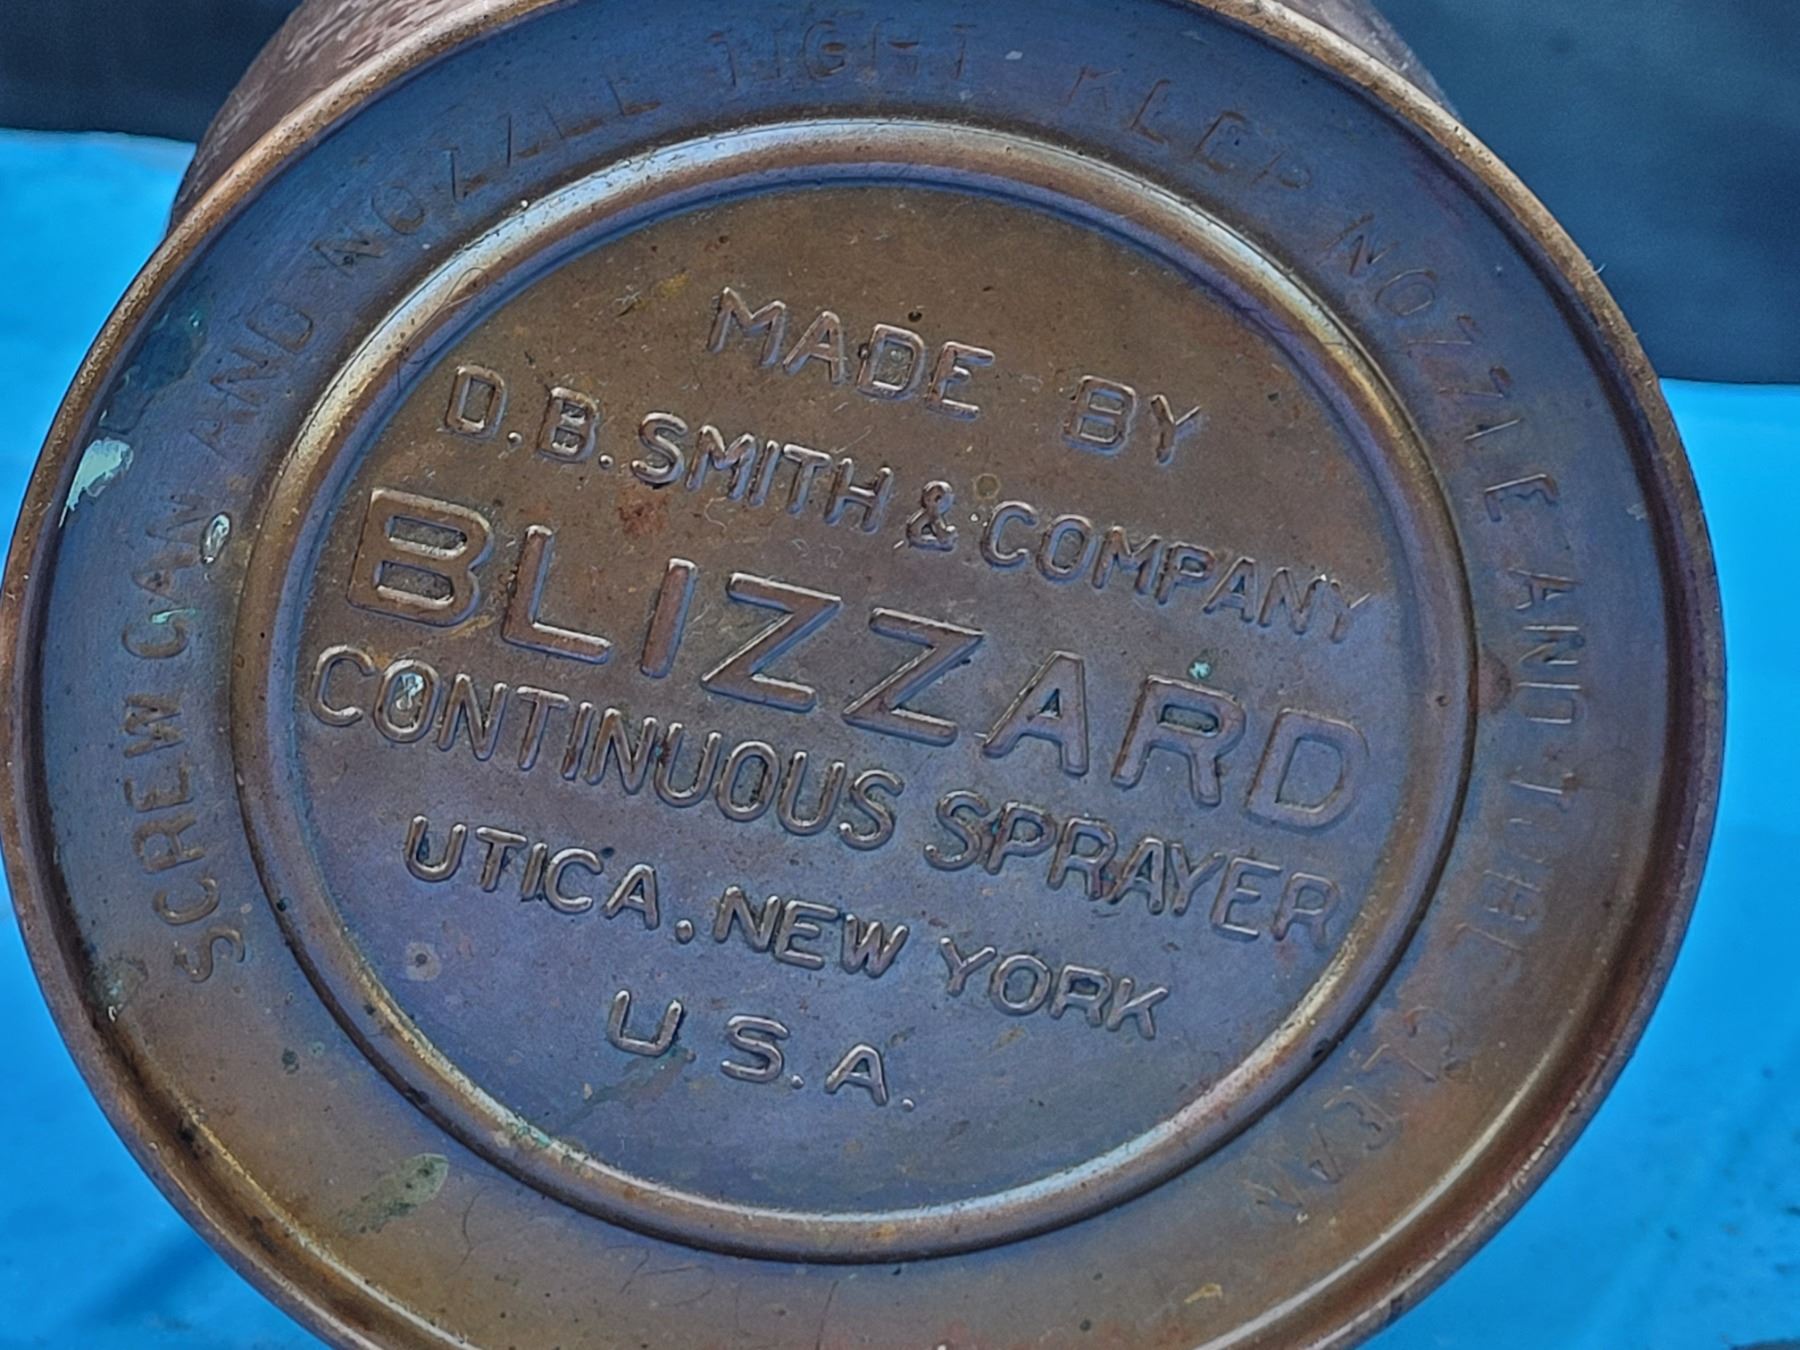 MADE BY
D.B. SMITH & COMPANY
BLIZZARD
CONTINUOUS SPRAYER
UTICA, NEW YORK
U.S.A.
SCREW CAN AND NOZZLE TIGHT KEEP NOZZLE AND TUBE CLEAN